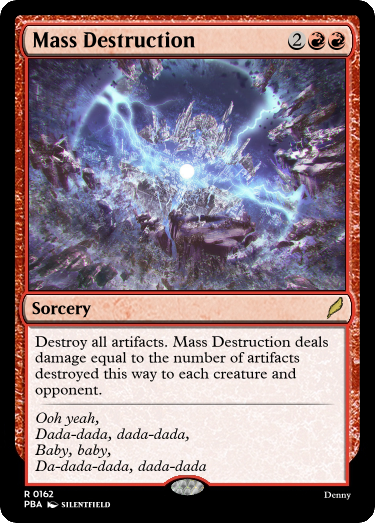 Mass Destruction 2
Sorcery
Destroy all artifacts. Mass Destruction deals
damage equal to the number of artifacts
destroyed this way to each creature and
opponent.
Ooh yeah,
Dada-dada, dada-dada,
Baby, baby,
Da-dada-dada, dada-dada
R 0162
Denny
PBA SILENTFIELD